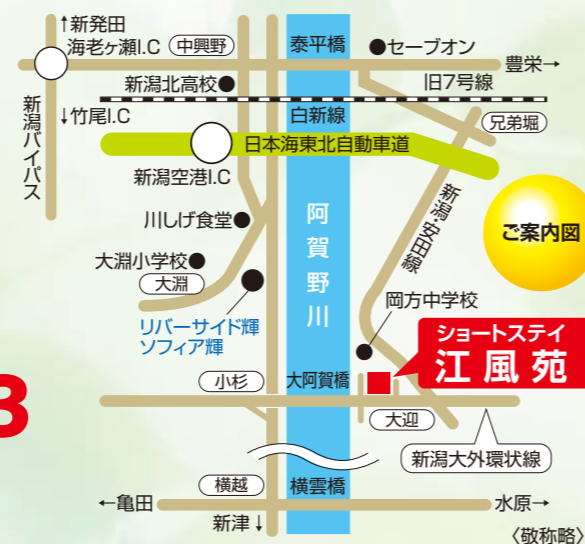 ↑新発田
海老ヶ瀬I.C
中興野
泰平橋
セーブオン
豊栄→
新潟北高校
旧7号線
↓竹尾I.C
白新線
兄弟堀
新潟バイパス
日本海東北自動車道
新潟空港I.C
新潟・安田線
ご案内図
川しげ食堂
阿賀野川
大淵小学校
大淵
リバーサイド輝
ソフィア輝
岡方中学校
ショートステイ
江風苑
3
小杉
大阿賀橋
大迎
新潟大外環状線
横越
横雲橋
←亀田
水原→
新津↓
〈敬称略〉